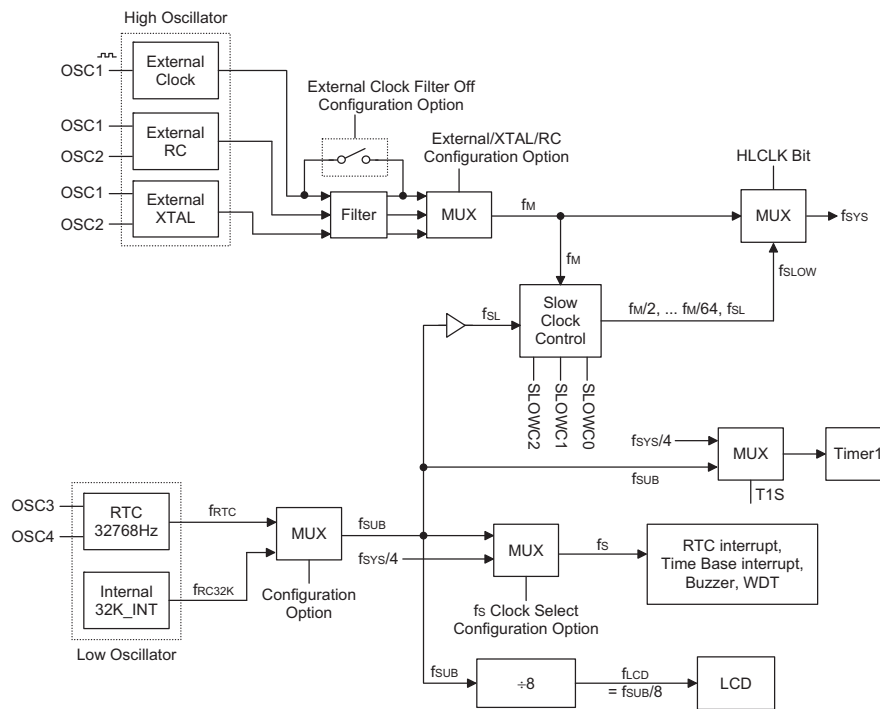 High Oscillator
OSC1
External
Clock
OSC1
OSC2
External
RC
OSC1
OSC2
External
XTAL
External Clock Filter Off
Configuration Option
Filter
External/XTAL/RC
Configuration Option
MUX
fM
HLCLK Bit
MUX
fSYS
fM
fSLOW
fSL
Slow
Clock
Control
fM/2, ... fM/64, fSL
SLOWC2
SLOWC1
SLOWC0
fSYS/4
fSUB
MUX
T1S
Timer1
OSC3
OSC4
RTC
32768Hz
fRTC
Internal
32K_INT
fRC32K
Low Oscillator
MUX
Configuration
Option
fSUB
fSYS/4
MUX
fS
fS Clock Select
Configuration Option
RTC interrupt,
Time Base interrupt,
Buzzer, WDT
fSUB
÷8
fLCD
= fSUB/8
LCD